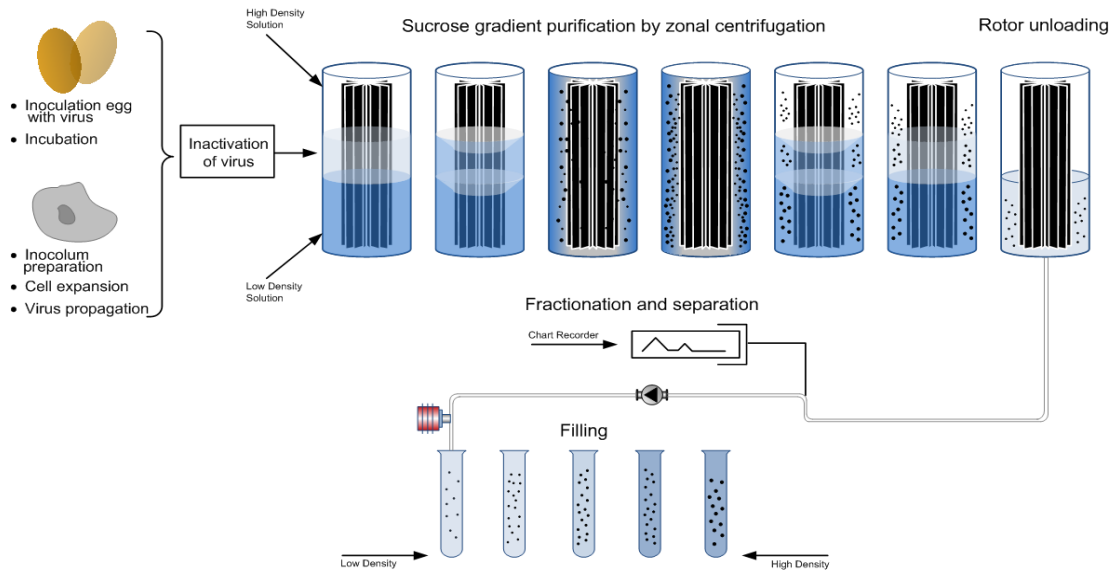 High Density
Solution
Sucrose gradient purification by zonal centrifugation
Rotor unloading
Inoculation egg
with virus
Incubation
Inactivation
of virus
Inocolum
preparation
Cell expansion
Virus propagation
Low Density
Solution
Fractionation and separation
Chart Recorder
Filling
Low Density
High Density